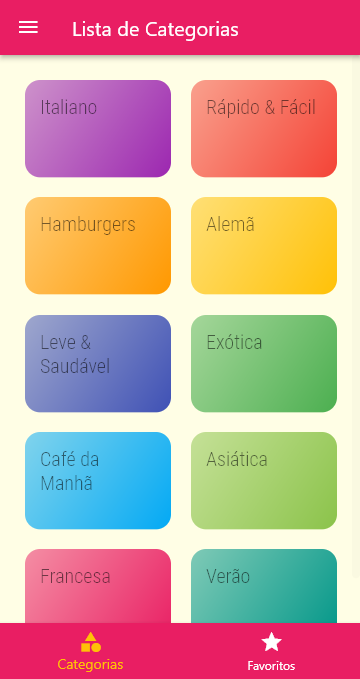 Lista de Categorias
Italiano
Rápido & Fácil
Hamburgers
Alemã
Leve &
Saudável
Exótica
Café da
Manhã
Asiática
Francesa
Verão
Categorias
Favoritos